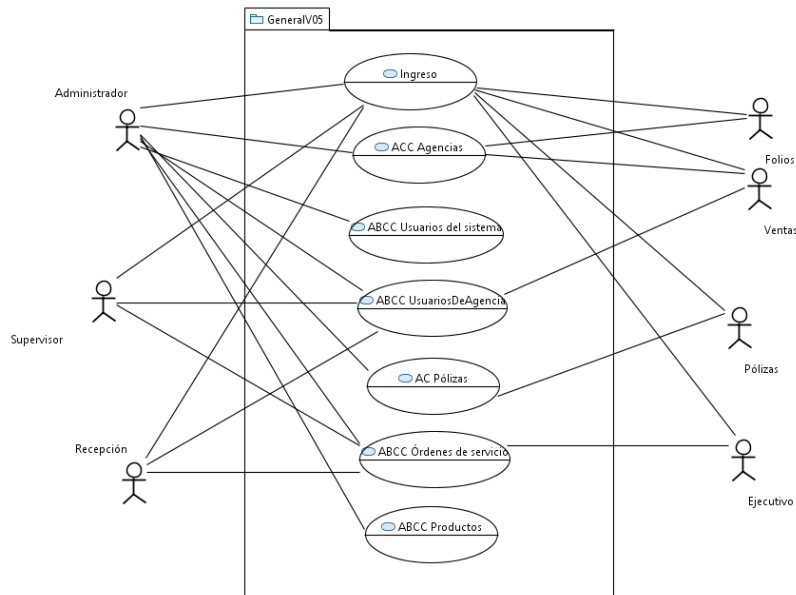 GeneralV05
Ingreso
Administrador
ACC Agencias
Folios
ABCC Usuarios del sistema
Ventas
ABCC UsuariosDeAgencia
Supervisor
AC Pólizas
Pólizas
Recepción
ABCC Órdenes de servicio
Ejecutivo
ABCC Productos